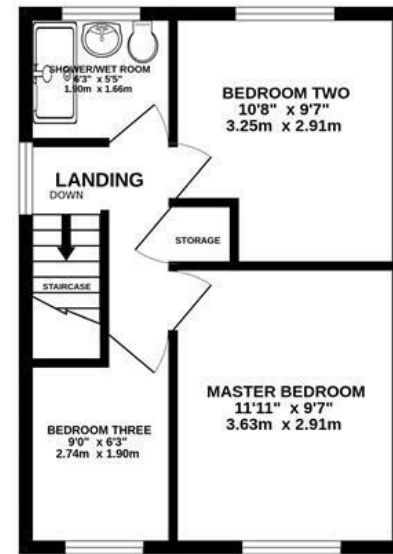 SHOWER/WET ROOM
6'3" x 5'5"
1.90m x 1.66m
BEDROOM TWO
10'8" x 9'7"
3.25m x 2.91m
LANDING
DOWN
STORAGE
STAIRCASE
MASTER BEDROOM
11'11" x 9'7"
3.63m x 2.91m
BEDROOM THREE
9'0" x 6'3"
2.74m x 1.90m